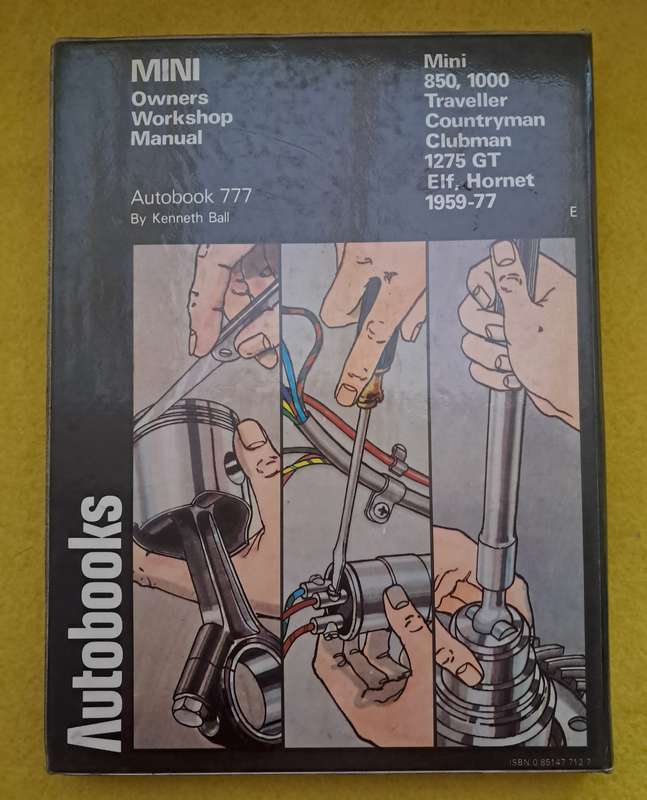 MINI
Owners
Workshop
Manual
Autobook 777
By Kenneth Ball
Mini
850, 1000
Traveller
Countryman
Clubman
1275 GT
Elf, Hornet
1959-77
E
Autobooks
ISBN 0 85147 712 7